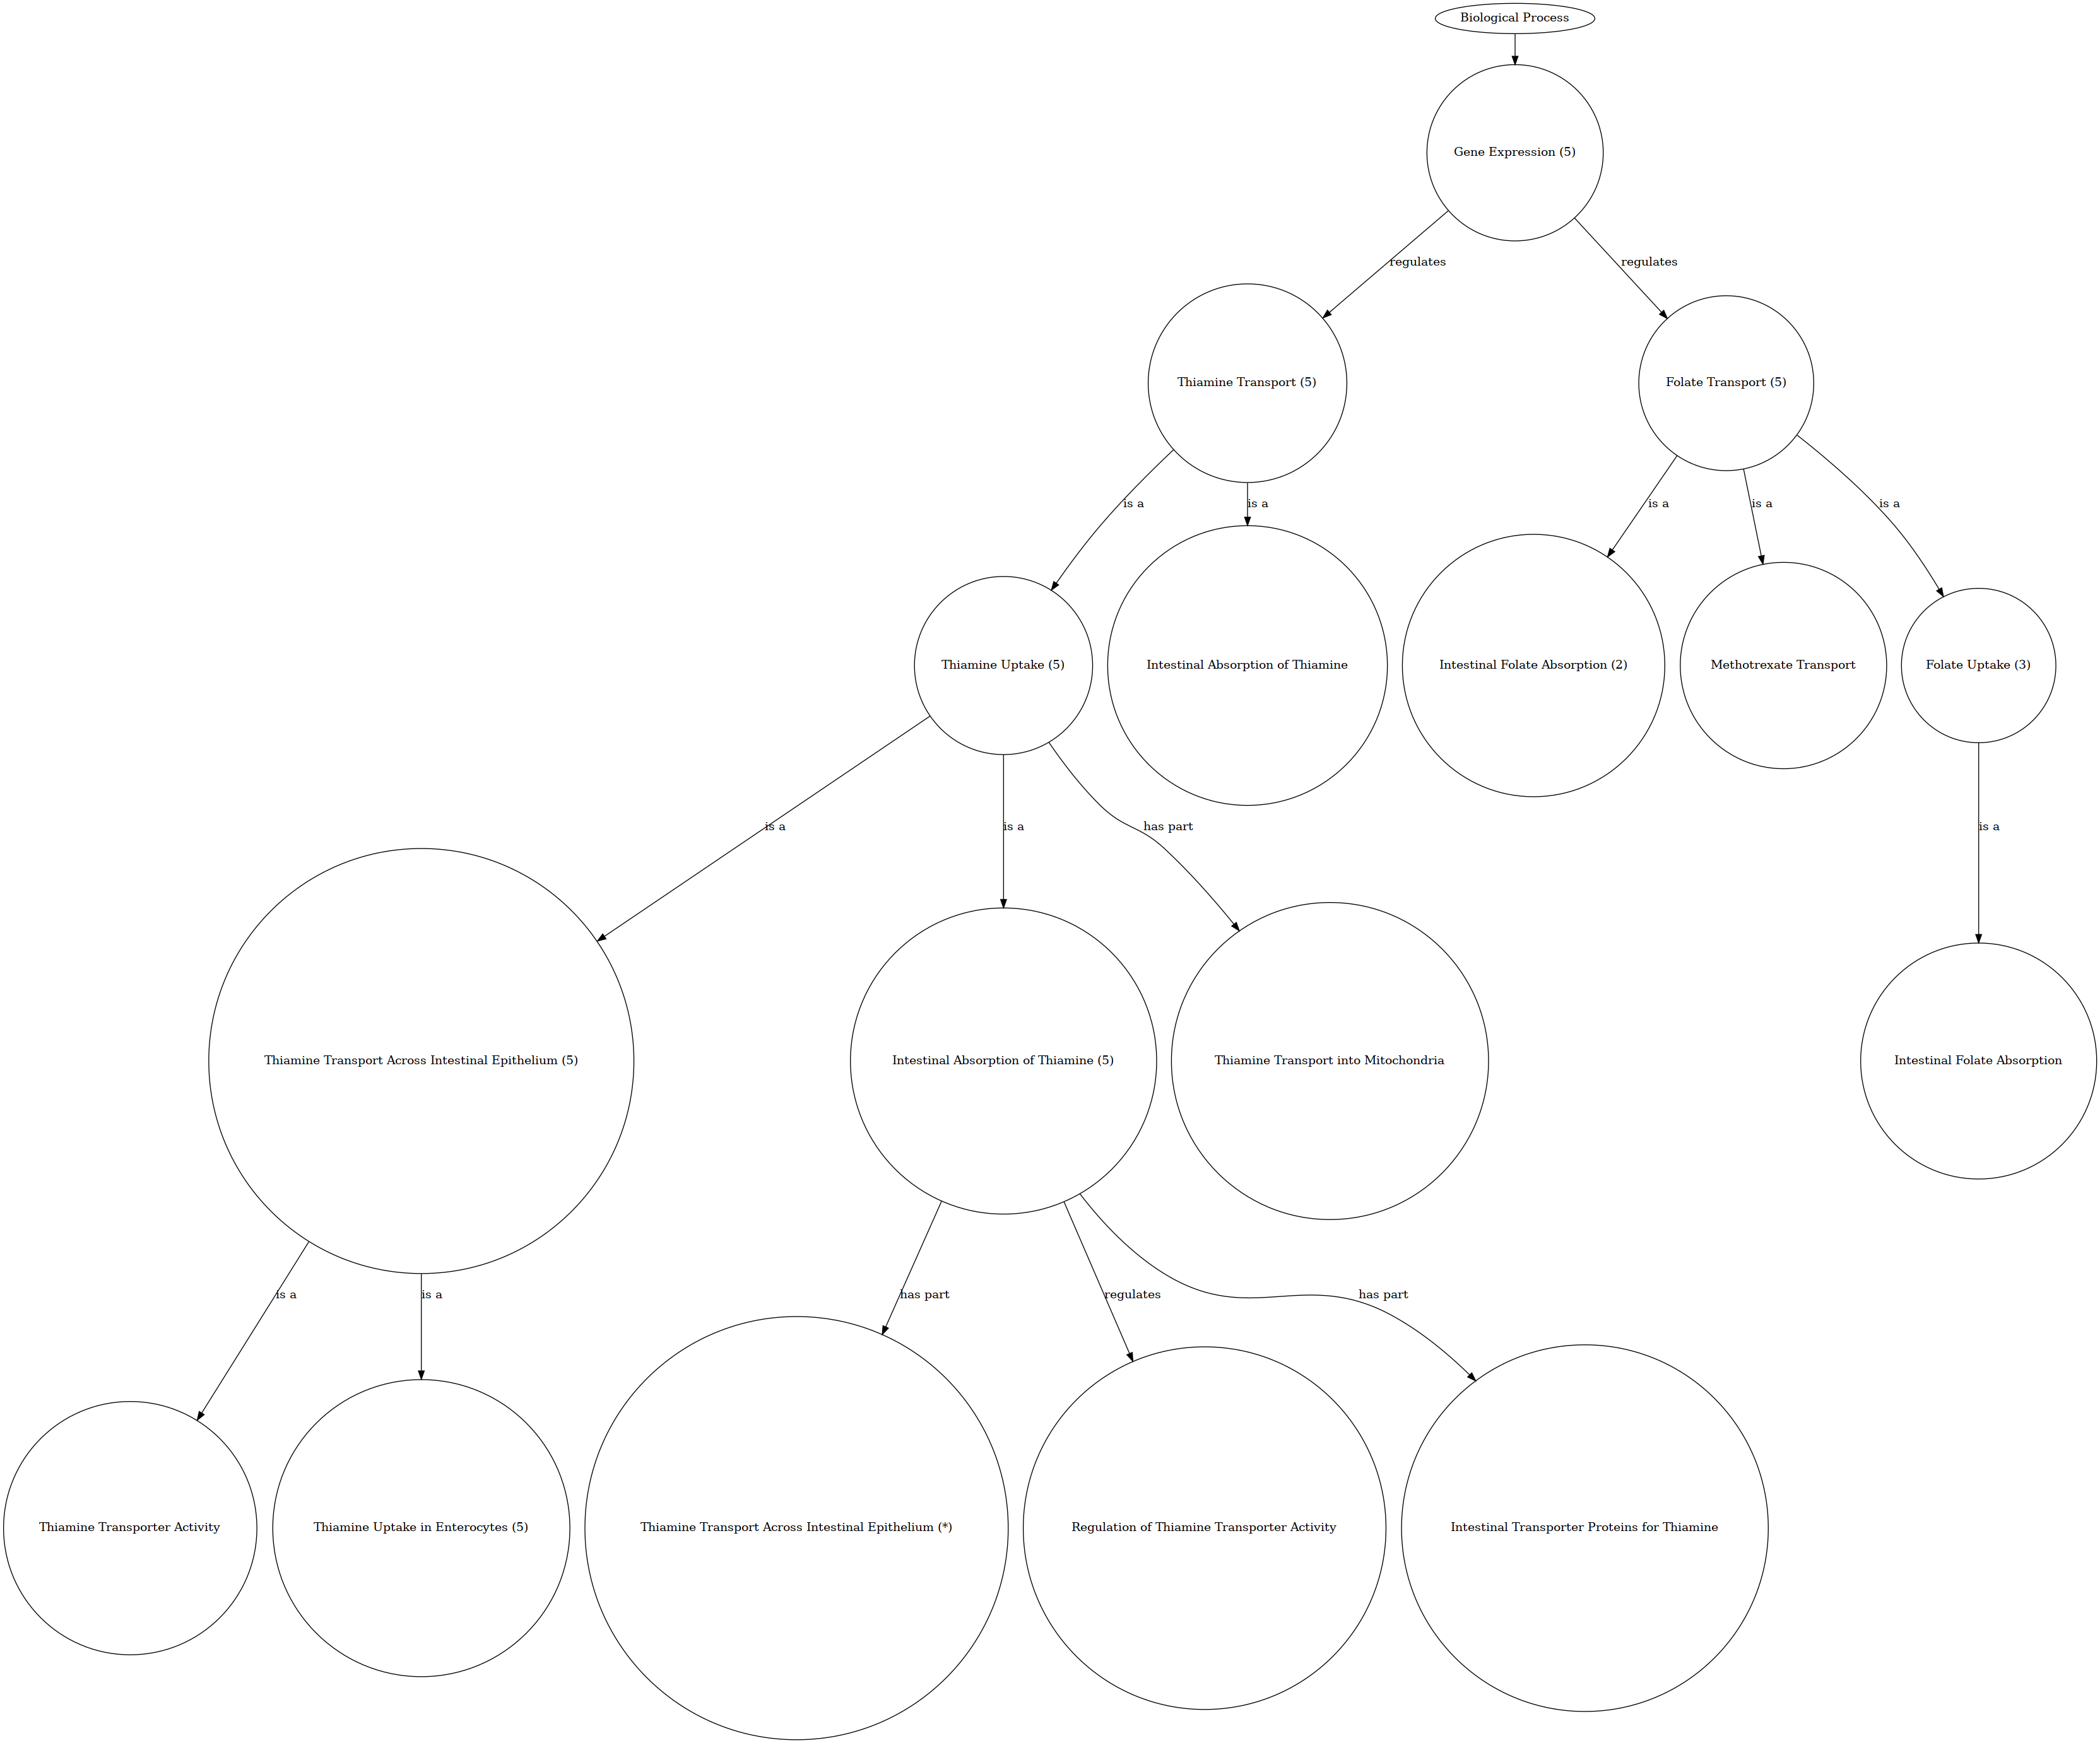 Biological Process
Gene Expression (5)
regulates
regulates
Thiamine Transport (5)
Folate Transport (5)
is a
is a
is a
is a
is a
Thiamine Uptake (5)
Intestinal Absorption of Thiamine
Intestinal Folate Absorption (2)
Methotrexate Transport
Folate Uptake (3)
is a
is a
has part
is a
Thiamine Transport Across Intestinal Epithelium (5)
Intestinal Absorption of Thiamine (5)
Thiamine Transport into Mitochondria
Intestinal Folate Absorption
is a
is a
has part
regulates
has part
Thiamine Transporter Activity
Thiamine Uptake in Enterocytes (5)
Thiamine Transport Across Intestinal Epithelium (*)
Regulation of Thiamine Transporter Activity
Intestinal Transporter Proteins for Thiamine